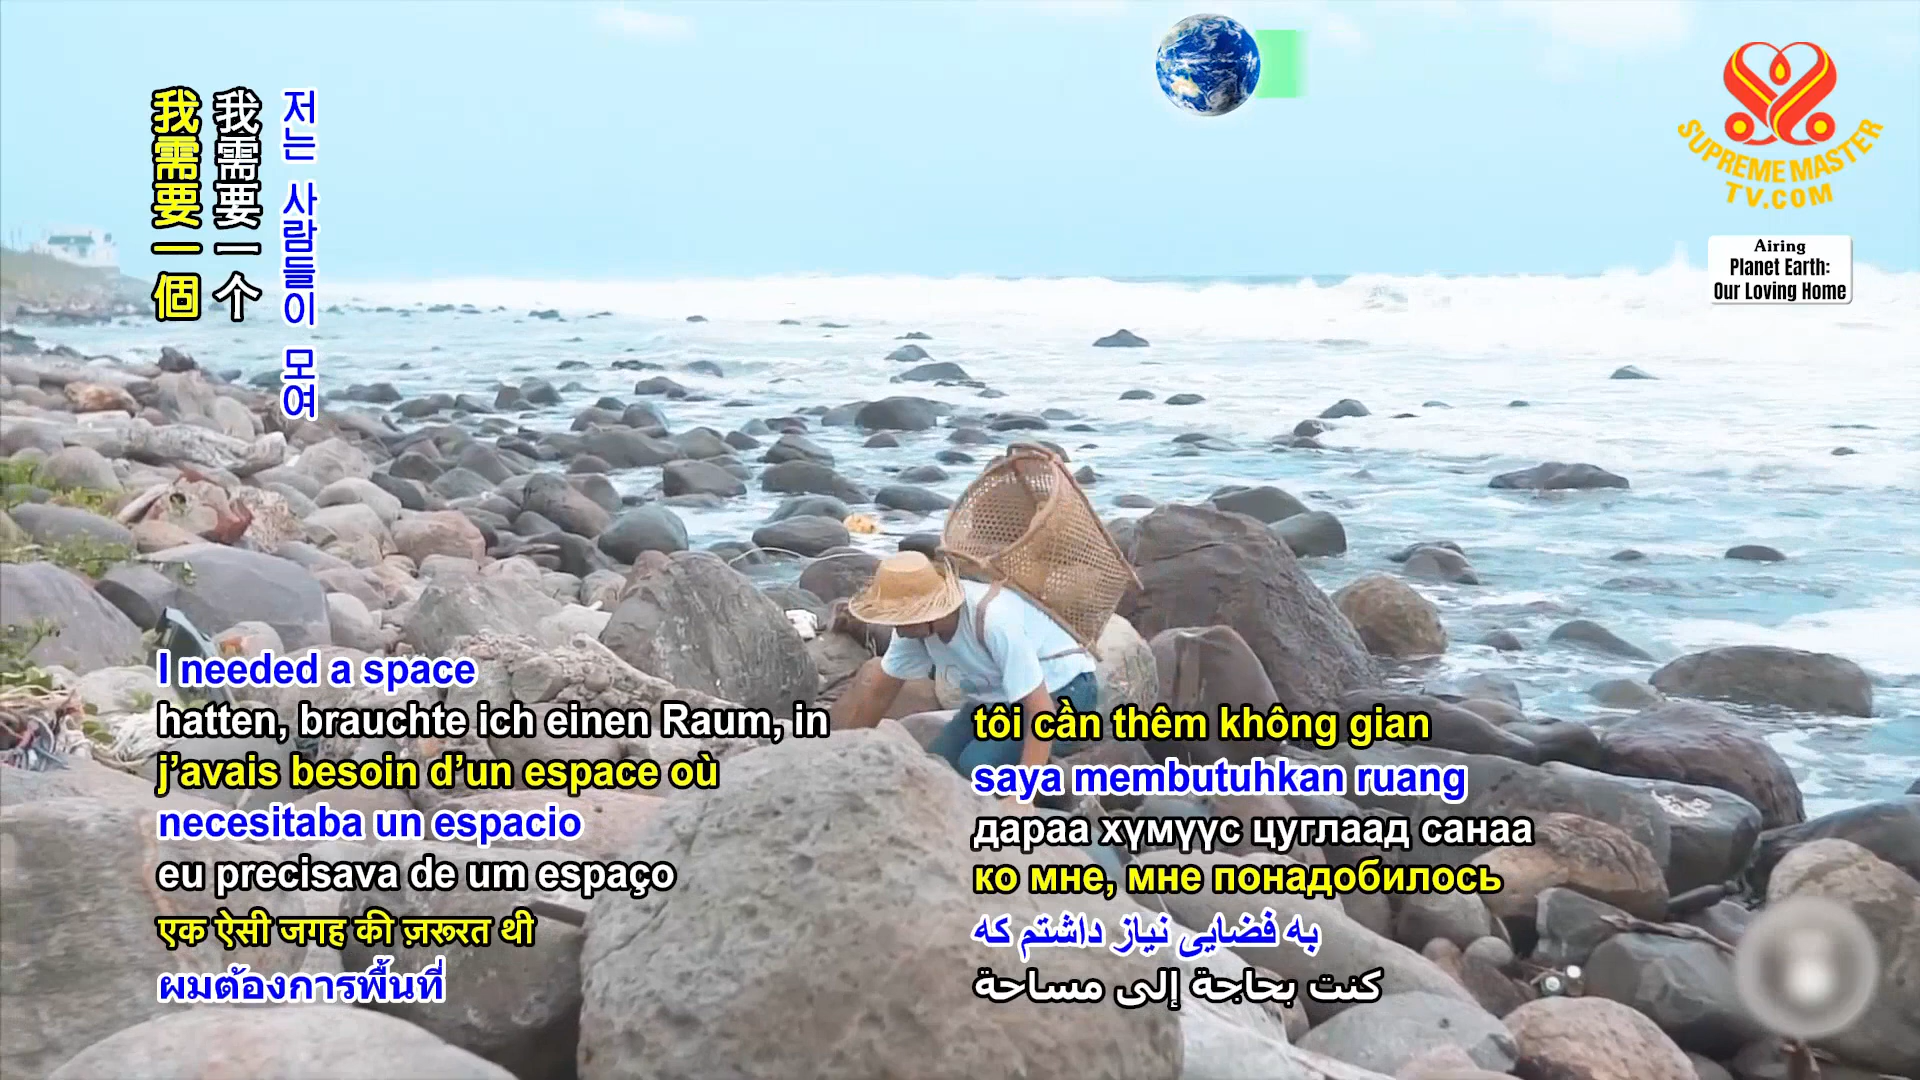 我需要一個
我需要一个
저는 사람들이 모여
SUPREME MASTER
TV.COM
Airing
Planet Earth:
Our Loving Home
I needed a space
hatten, brauchte ich einen Raum, in
j’avais besoin d’un espace où
necesitaba un espacio
eu precisava de um espaço
एक ऐसी जगह की ज़रूरत थी
ผมต้องการพื้นที่
tôi cần thêm không gian
saya membutuhkan ruang
дараа хүмүүс цуглаад санаа
ко мне, мне понадобилось
به فضایی نیاز داشتم که
كنت بحاجة إلى مساحة